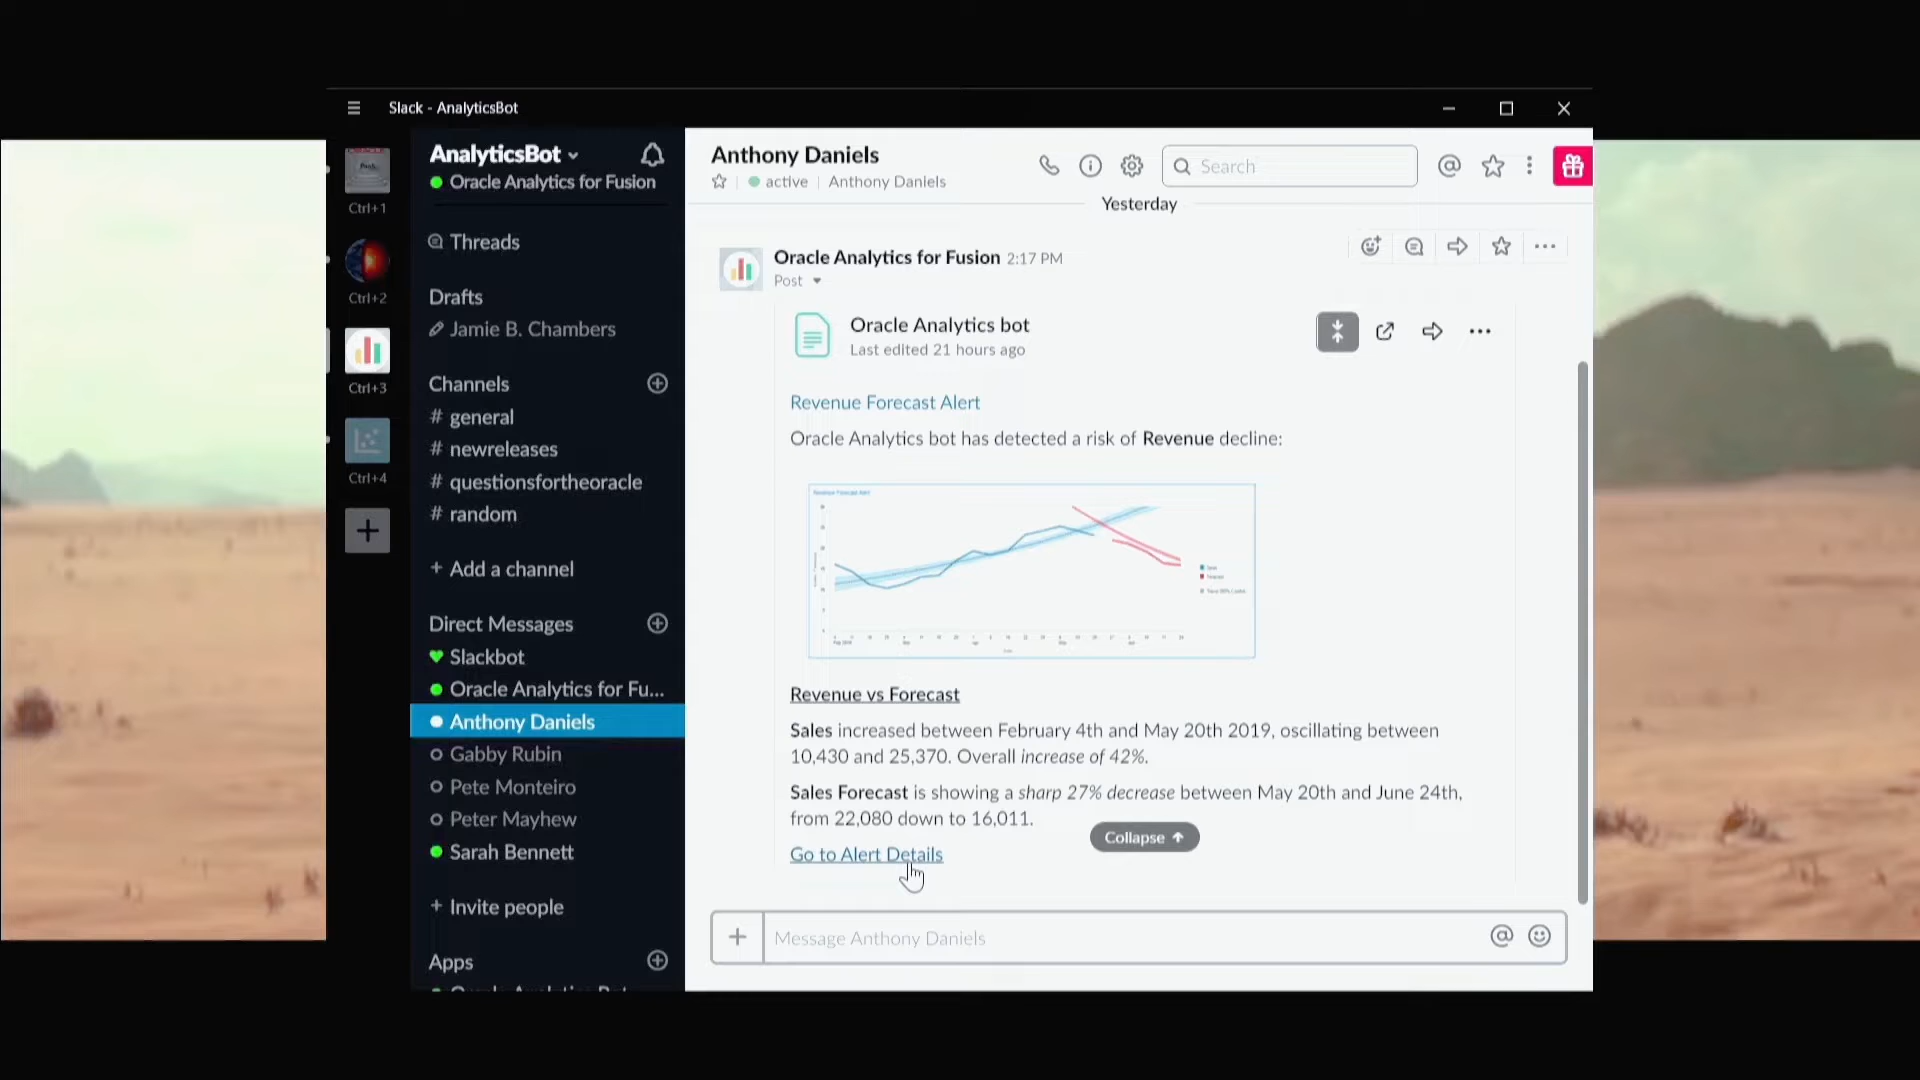 Slack - AnalyticsBot
AnalyticsBot
Oracle Analytics for Fusion
Ctrl+1
Ctrl+2
Ctrl+3
Ctrl+4
Threads
Drafts
Jamie B. Chambers
Channels
# general
# newreleases
# questionsfortheoracle
# random
+ Add a channel
Direct Messages
Slackbot
Oracle Analytics for Fu...
Anthony Daniels
Gabby Rubin
Pete Monteiro
Peter Mayhew
Sarah Bennett
+ Invite people
Apps
Anthony Daniels
active
Anthony Daniels
Search
Yesterday
Oracle Analytics for Fusion 2:17 PM
Post
Oracle Analytics bot
Last edited 21 hours ago
Revenue Forecast Alert
Oracle Analytics bot has detected a risk of Revenue decline:
Revenue Forecast Alert
Revenue vs Forecast
Sales increased between February 4th and May 20th 2019, oscillating between
10,430 and 25,370. Overall increase of 42%.
Sales Forecast is showing a sharp 27% decrease between May 20th and June 24th,
from 22,080 down to 16,011.
Collapse
Go to Alert Details
Message Anthony Daniels